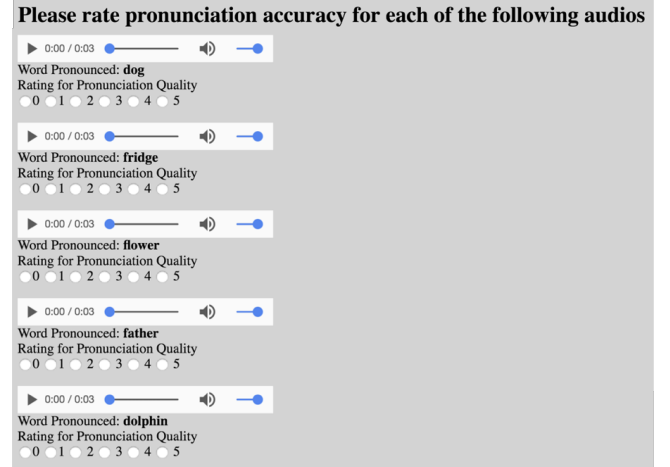 Please rate pronunciation accuracy for each of the following audios
0:00 / 0:03
Word Pronounced: dog
Rating for Pronunciation Quality
0 1 2 3 4 5
0:00 / 0:03
Word Pronounced: fridge
Rating for Pronunciation Quality
0 1 2 3 4 5
0:00 / 0:03
Word Pronounced: flower
Rating for Pronunciation Quality
0 1 2 3 4 5
0:00 / 0:03
Word Pronounced: father
Rating for Pronunciation Quality
0 1 2 3 4 5
0:00 / 0:03
Word Pronounced: dolphin
Rating for Pronunciation Quality
0 1 2 3 4 5